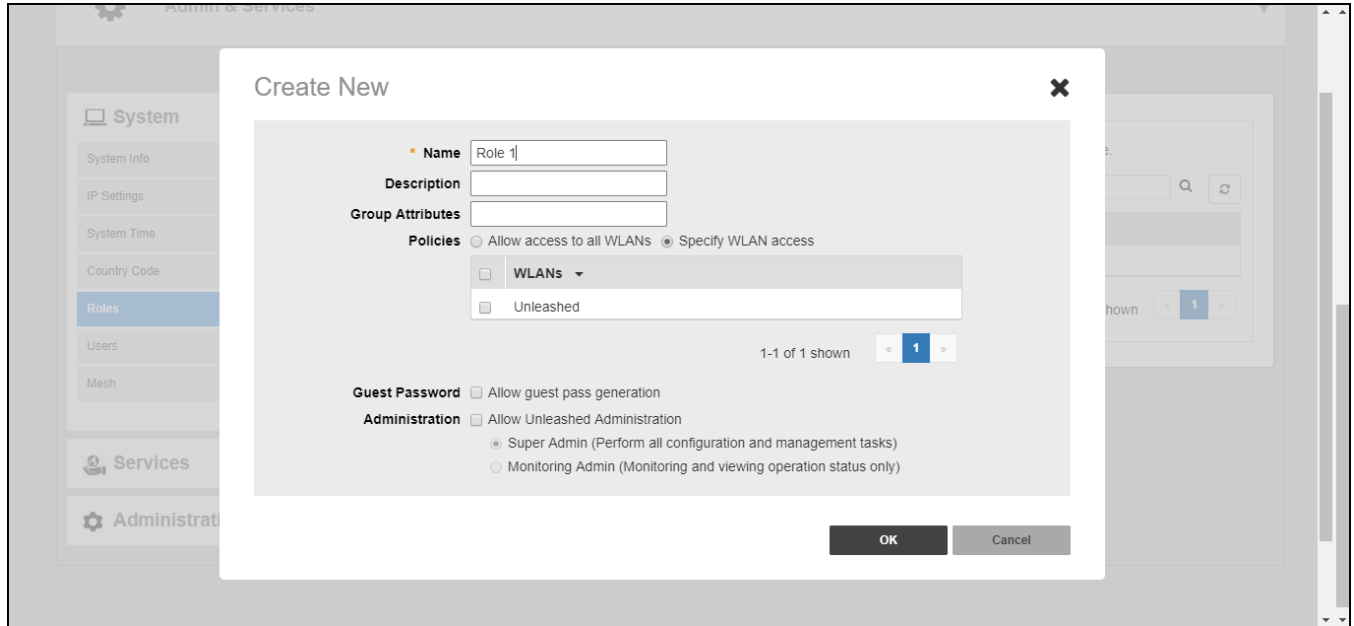 Admin & Services
Create New
System
* Name Role 1
System Info
Description
IP Settings
Group Attributes
System Time
Policies Allow access to all WLANs Specify WLAN access
Country Code
WLANs
Roles
Unleashed
hown « 1 »
Users
1-1 of 1 shown « 1 »
Mesh
Guest Password Allow guest pass generation
Administration Allow Unleashed Administration
Super Admin (Perform all configuration and management tasks)
Services
Monitoring Admin (Monitoring and viewing operation status only)
Administrati
OK Cancel